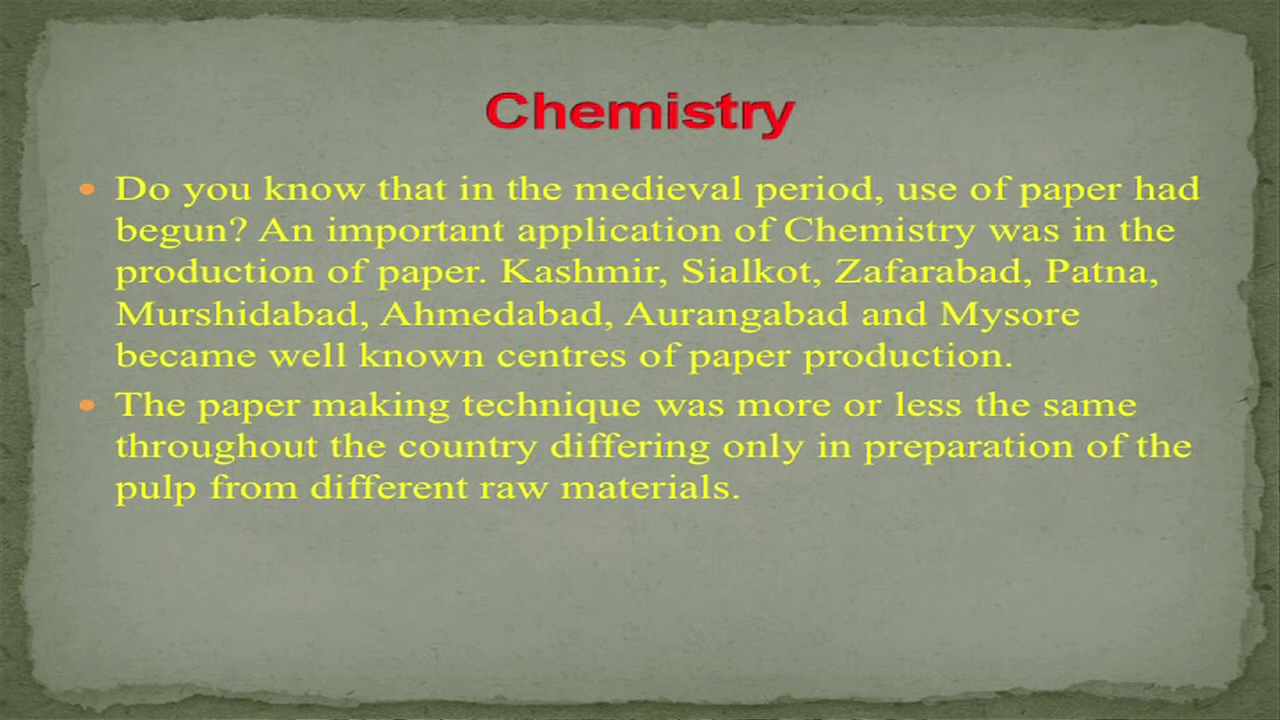 Chemistry
• Do you know that in the medieval period, use of paper had
begun? An important application of Chemistry was in the
production of paper. Kashmir, Sialkot, Zafarabad, Patna,
Murshidabad, Ahmedabad, Aurangabad and Mysore
became well known centres of paper production.
• The paper making technique was more or less the same
throughout the country differing only in preparation of the
pulp from different raw materials.